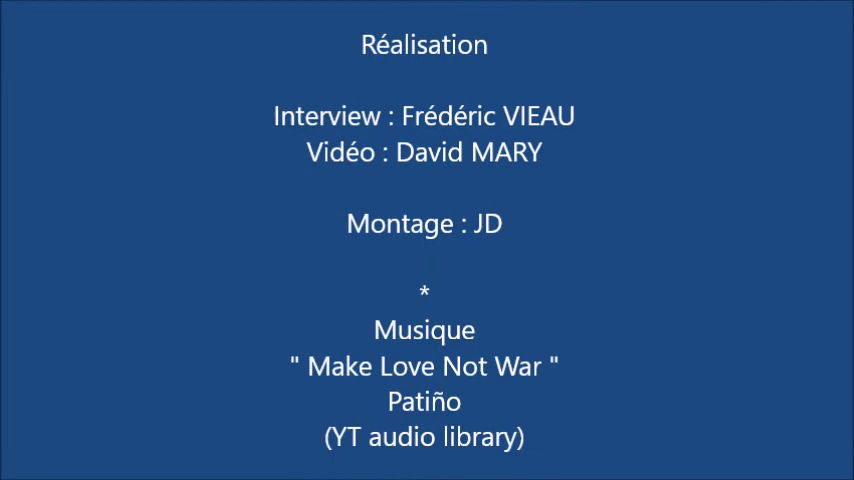 Réalisation
Interview : Frédéric VIEAU
Vidéo : David MARY
Montage : JD
*
Musique
" Make Love Not War "
Patiño
(YT audio library)